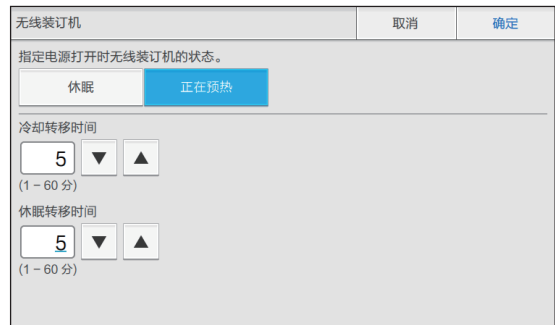 无线装订机 取消 确定
指定电源打开时无线装订机的状态。
休眠 正在预热
冷却转移时间
5 ▼ ▲
(1 – 60 分)
休眠转移时间
5 ▼ ▲
(1 – 60 分)